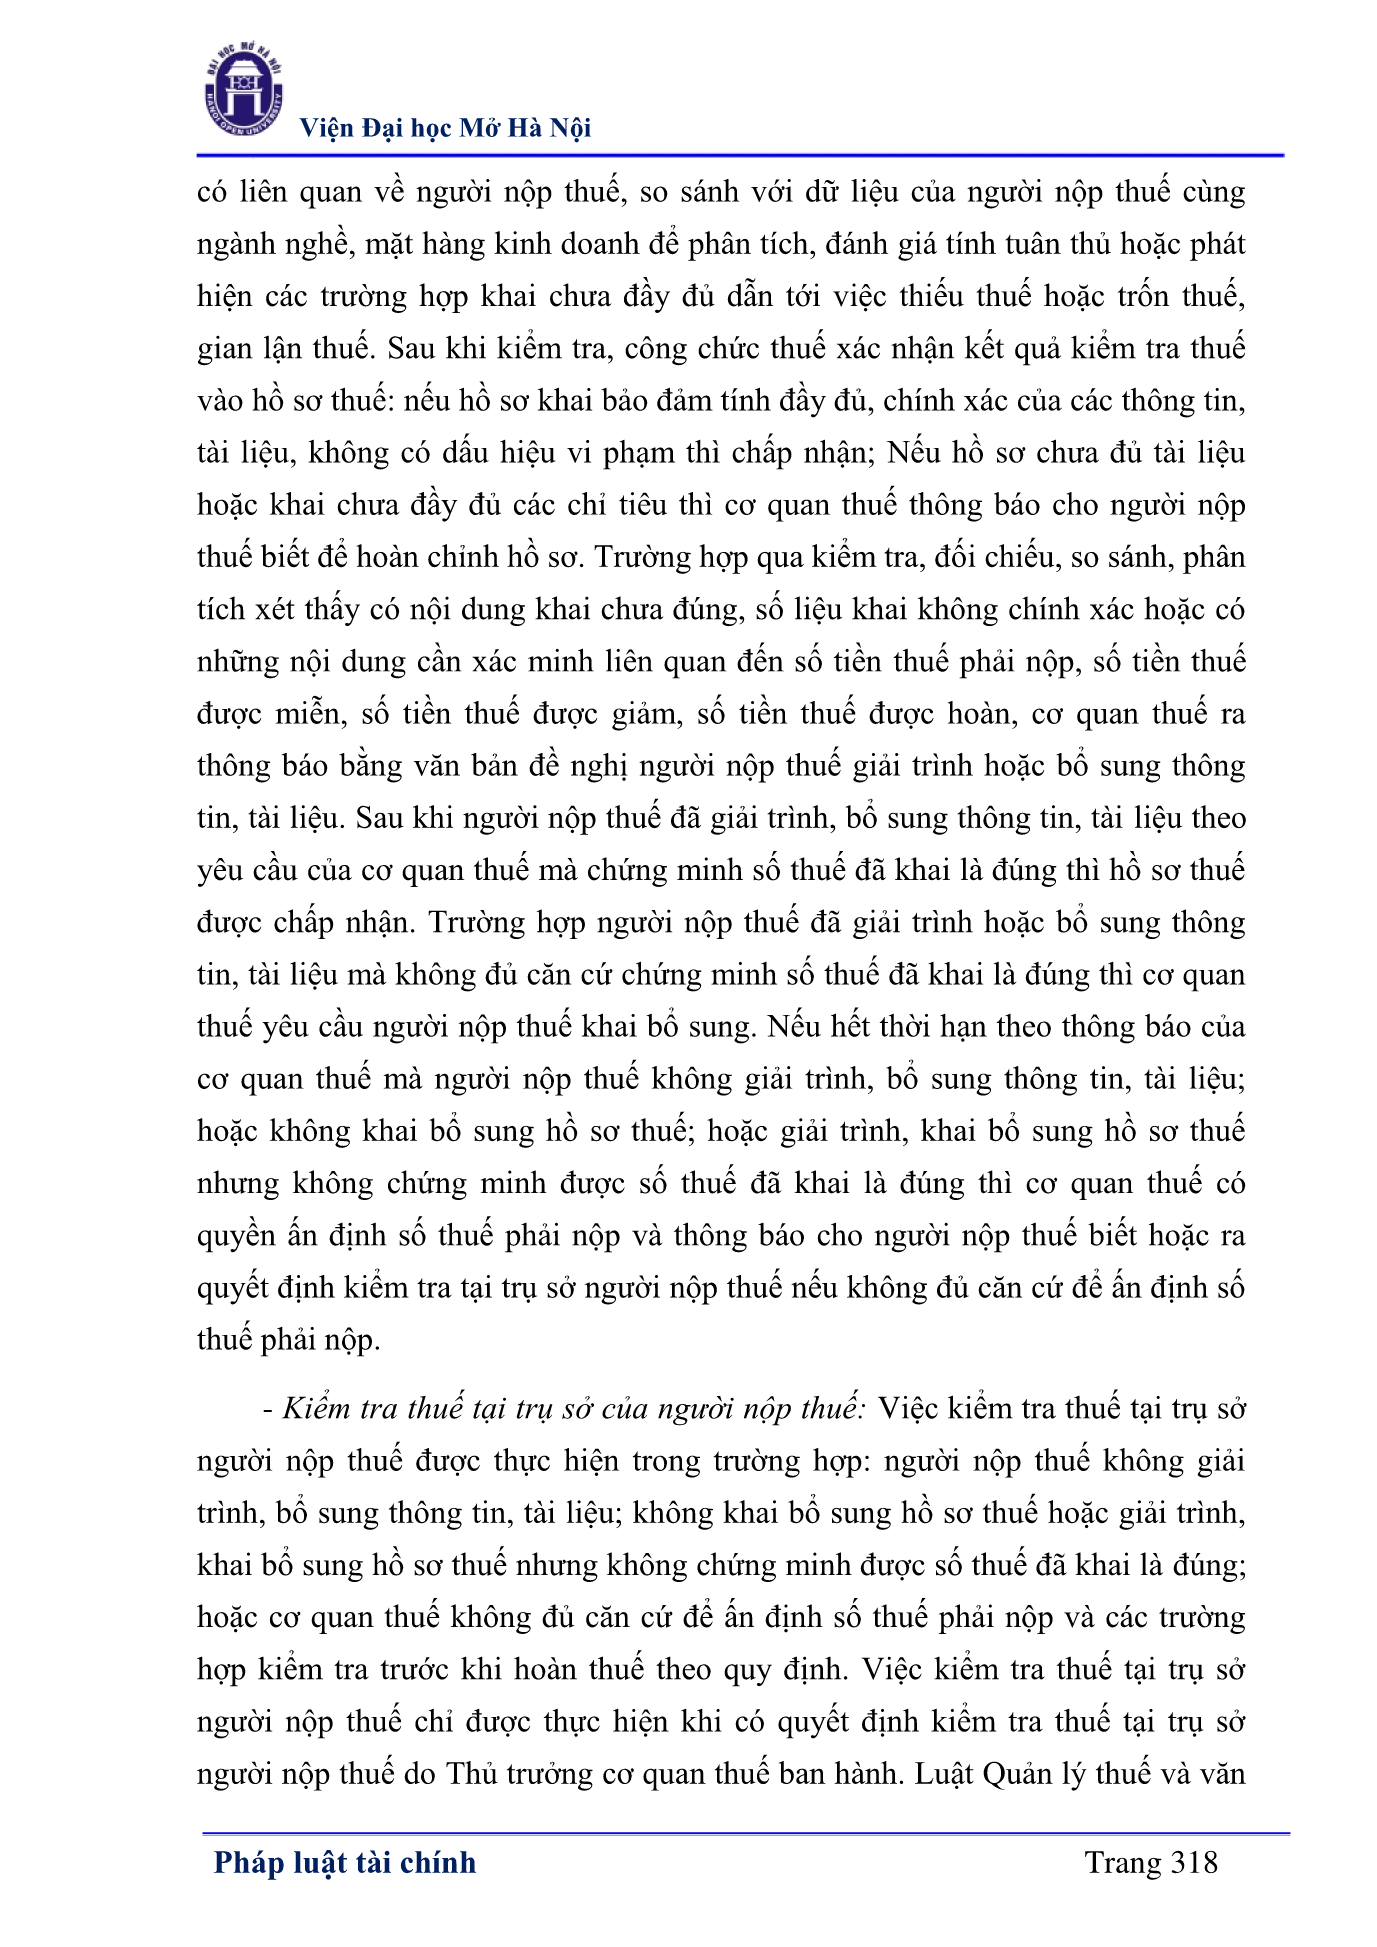 ĐẠI HỌC MỞ HÀ NỘI
HANOI OPEN UNIVERSITY
Viện Đại học Mở Hà Nội
có liên quan về người nộp thuế, so sánh với dữ liệu của người nộp thuế cùng
ngành nghề, mặt hàng kinh doanh để phân tích, đánh giá tính tuân thủ hoặc phát
hiện các trường hợp khai chưa đầy đủ dẫn tới việc thiếu thuế hoặc trốn thuế,
gian lận thuế. Sau khi kiểm tra, công chức thuế xác nhận kết quả kiểm tra thuế
vào hồ sơ thuế: nếu hồ sơ khai bảo đảm tính đầy đủ, chính xác của các thông tin,
tài liệu, không có dấu hiệu vi phạm thì chấp nhận; Nếu hồ sơ chưa đủ tài liệu
hoặc khai chưa đầy đủ các chỉ tiêu thì cơ quan thuế thông báo cho người nộp
thuế biết để hoàn chỉnh hồ sơ. Trường hợp qua kiểm tra, đối chiếu, so sánh, phân
tích xét thấy có nội dung khai chưa đúng, số liệu khai không chính xác hoặc có
những nội dung cần xác minh liên quan đến số tiền thuế phải nộp, số tiền thuế
được miễn, số tiền thuế được giảm, số tiền thuế được hoàn, cơ quan thuế ra
thông báo bằng văn bản đề nghị người nộp thuế giải trình hoặc bổ sung thông
tin, tài liệu. Sau khi người nộp thuế đã giải trình, bổ sung thông tin, tài liệu theo
yêu cầu của cơ quan thuế mà chứng minh số thuế đã khai là đúng thì hồ sơ thuế
được chấp nhận. Trường hợp người nộp thuế đã giải trình hoặc bổ sung thông
tin, tài liệu mà không đủ căn cứ chứng minh số thuế đã khai là đúng thì cơ quan
thuế yêu cầu người nộp thuế khai bổ sung. Nếu hết thời hạn theo thông báo của
cơ quan thuế mà người nộp thuế không giải trình, bổ sung thông tin, tài liệu;
hoặc không khai bổ sung hồ sơ thuế; hoặc giải trình, khai bổ sung hồ sơ thuế
nhưng không chứng minh được số thuế đã khai là đúng thì cơ quan thuế có
quyền ấn định số thuế phải nộp và thông báo cho người nộp thuế biết hoặc ra
quyết định kiểm tra tại trụ sở người nộp thuế nếu không đủ căn cứ để ấn định số
thuế phải nộp.
- Kiểm tra thuế tại trụ sở của người nộp thuế: Việc kiểm tra thuế tại trụ sở
người nộp thuế được thực hiện trong trường hợp: người nộp thuế không giải
trình, bổ sung thông tin, tài liệu; không khai bổ sung hồ sơ thuế hoặc giải trình,
khai bổ sung hồ sơ thuế nhưng không chứng minh được số thuế đã khai là đúng;
hoặc cơ quan thuế không đủ căn cứ để ấn định số thuế phải nộp và các trường
hợp kiểm tra trước khi hoàn thuế theo quy định. Việc kiểm tra thuế tại trụ sở
người nộp thuế chỉ được thực hiện khi có quyết định kiểm tra thuế tại trụ sở
người nộp thuế do Thủ trưởng cơ quan thuế ban hành. Luật Quản lý thuế và văn
Pháp luật tài chính
Trang 318